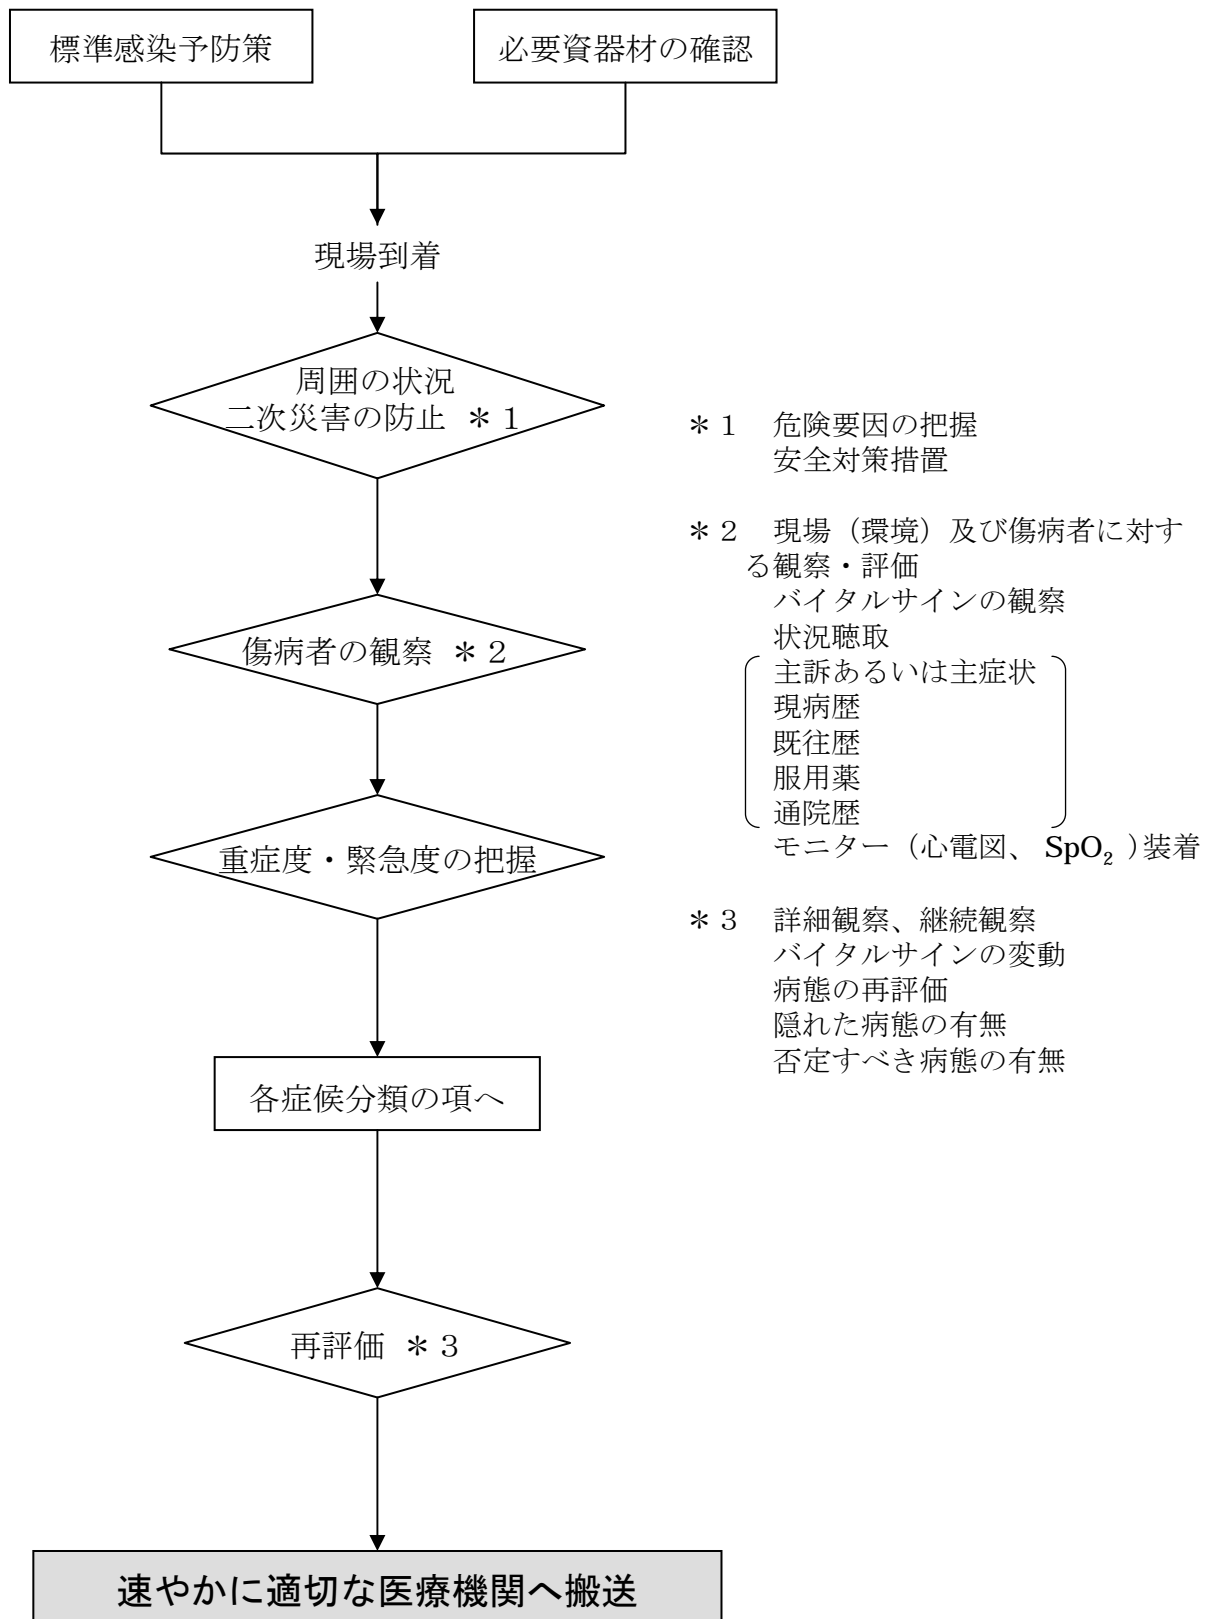 標準感染予防策
必要資器材の確認
現場到着
周囲の状況
二次災害の防止 ＊１
傷病者の観察 ＊２
重症度・緊急度の把握
各症候分類の項へ
再評価 ＊３
速やかに適切な医療機関へ搬送
＊１ 危険要因の把握
安全対策措置
＊２ 現場（環境）及び傷病者に対す
る観察・評価
バイタルサインの観察
状況聴取
主訴あるいは主症状
現病歴
既往歴
服用薬
通院歴
モニター（心電図、 SpO₂ ）装着
＊３ 詳細観察、継続観察
バイタルサインの変動
病態の再評価
隠れた病態の有無
否定すべき病態の有無